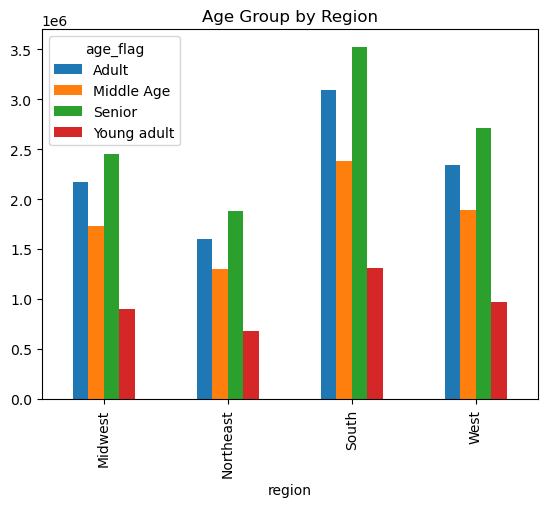 Age Group by Region
1e6
age_flag
Adult
Middle Age
Senior
Young adult
3.5
3.0
2.5
2.0
1.5
1.0
0.5
0.0
Midwest
Northeast
South
West
region